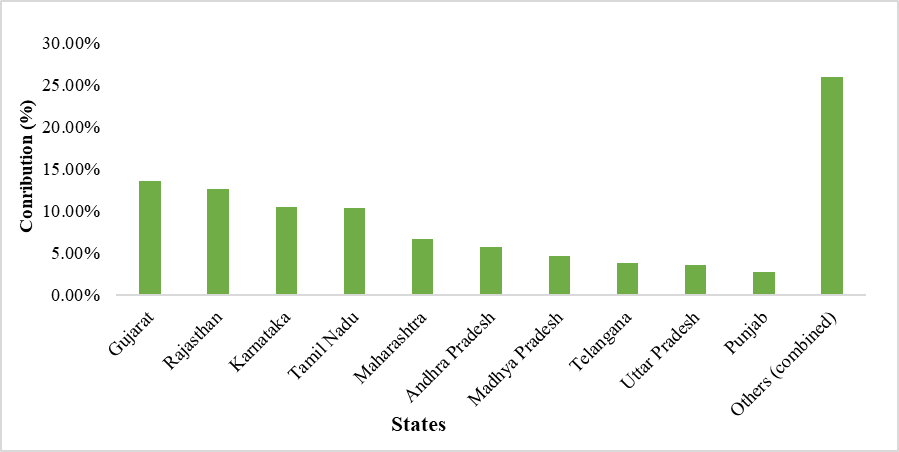 30.00%
25.00%
20.00%
15.00%
10.00%
5.00%
0.00%
Conribution (%)
Gujarat
Rajasthan
Karnataka
Tamil Nadu
Maharashtra
Andhra Pradesh
Madhya Pradesh
Telangana
Uttar Pradesh
Punjab
Others (combined)
States